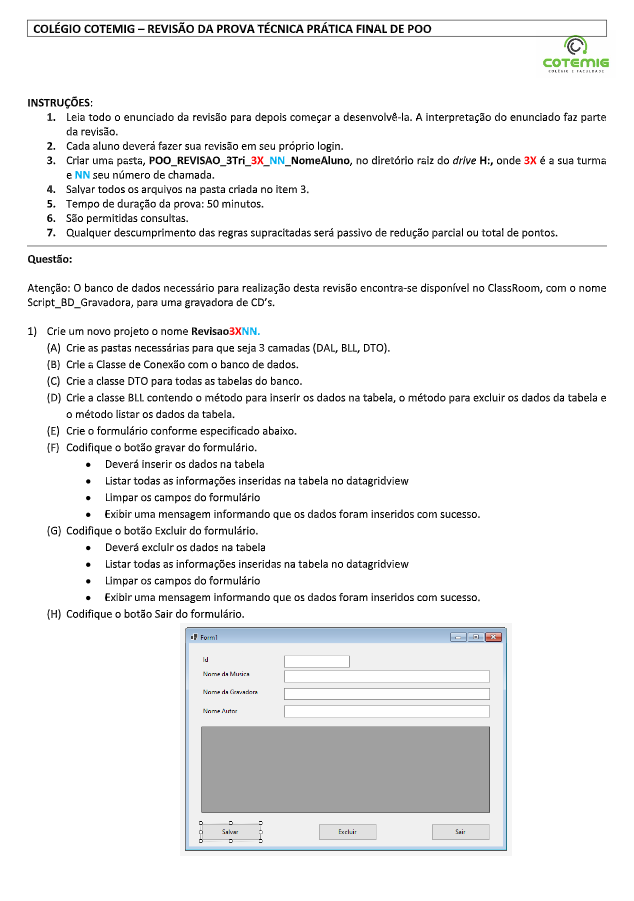 COLÉGIO COTEMIG – REVISÃO DA PROVA TÉCNICA PRÁTICA FINAL DE POO
COTEMIG
COLÉGIO E FACULDADE
INSTRUÇÕES:
1. Leia todo o enunciado da revisão para depois começar a desenvolvê-la. A interpretação do enunciado faz parte
da revisão.
2. Cada aluno deverá fazer sua revisão em seu próprio login.
3. Criar uma pasta, POO_REVISAO_3Tri_3X_NN_NomeAluno, no diretório raiz do drive H:, onde 3X é a sua turma
e NN seu número de chamada.
4. Salvar todos os arquivos na pasta criada no item 3.
5. Tempo de duração da prova: 50 minutos.
6. São permitidas consultas.
7. Qualquer descumprimento das regras supracitadas será passivo de redução parcial ou total de pontos.
Questão:
Atenção: O banco de dados necessário para realização desta revisão encontra-se disponível no ClassRoom, com o nome
Script_BD_Gravadora, para uma gravadora de CD’s.
1) Crie um novo projeto o nome Revisao3XNN.
(A) Crie as pastas necessárias para que seja 3 camadas (DAL, BLL, DTO).
(B) Crie a Classe de Conexão com o banco de dados.
(C) Crie a classe DTO para todas as tabelas do banco.
(D) Crie a classe BLL contendo o método para inserir os dados na tabela, o método para excluir os dados da tabela e
o método listar os dados da tabela.
(E) Crie o formulário conforme especificado abaixo.
(F) Codifique o botão gravar do formulário.
• Deverá inserir os dados na tabela
• Listar todas as informações inseridas na tabela no datagridview
• Limpar os campos do formulário
• Exibir uma mensagem informando que os dados foram inseridos com sucesso.
(G) Codifique o botão Excluir do formulário.
• Deverá excluir os dados na tabela
• Listar todas as informações inseridas na tabela no datagridview
• Limpar os campos do formulário
• Exibir uma mensagem informando que os dados foram inseridos com sucesso.
(H) Codifique o botão Sair do formulário.
Form1
Id
Nome da Musica
Nome da Gravadora
Nome Autor
Salvar Excluir Sair